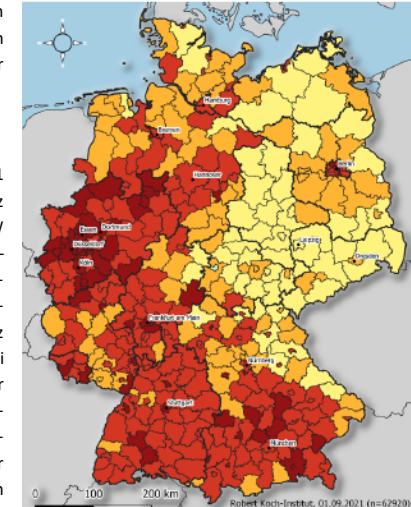 n
n
r
Hamburg
Bremen
Berlin
Hannover
1
z
/
Essen
Dortmund
-
Düsseldorf
Leipzig
-
Köln
Dresden
-
z
Frankfurt am Main
i
r
Nürnberg
-
Stuttgart
-
r
München
n
0 100 200 km
Robert Koch-Institut, 01.09.2021 (n=62920)